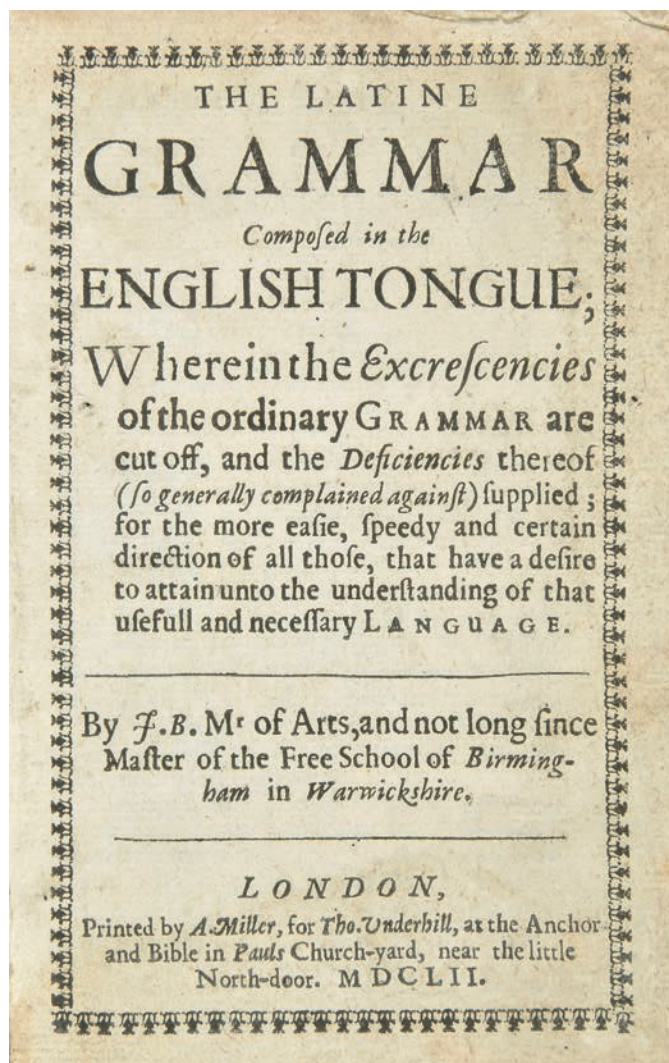 THE LATINE
GRAMMAR
Compoſed in the
ENGLISH TONGUE;
Wherein the Excreſcencies
of the ordinary GRAMMAR are
cut off, and the Deficiencies thereof
(ſo generally complained againſt) ſupplied ;
for the more eaſie, ſpeedy and certain
direction of all thoſe, that have a deſire
to attain unto the underſtanding of that
uſefull and neceſſary LANGUAGE.
By J.B. Mʳ of Arts, and not long ſince
Maſter of the Free School of Birming-
ham in Warwickſhire.
LONDON,
Printed by A.Miller, for Tho.Underhill, at the Anchor
and Bible in Pauls Church-yard, near the little
North-door. MDCLII.